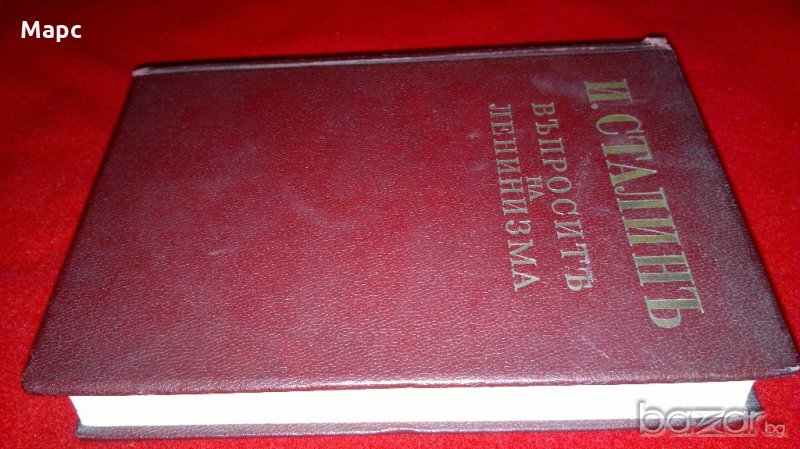 Марс
И. СТАЛИНЪ
ВЪПРОСИТѢ
НА
ЛЕНИНИЗМА
bazar.bg